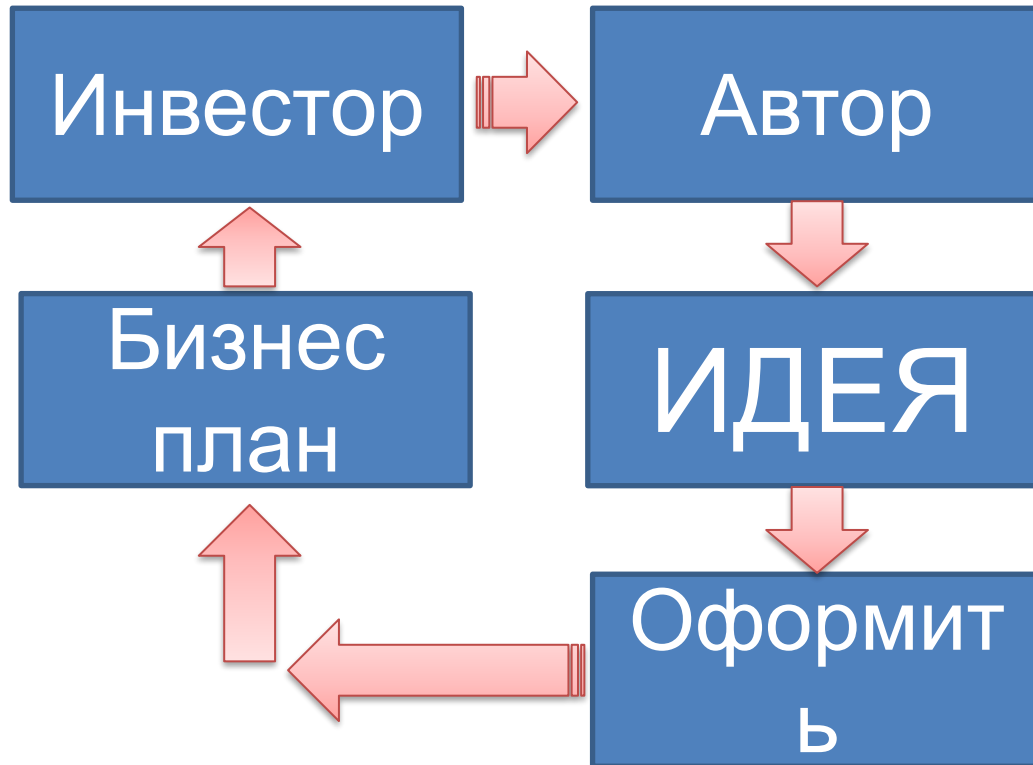 Инвестор
Автор
Бизнес
план
ИДЕЯ
Оформит
ь